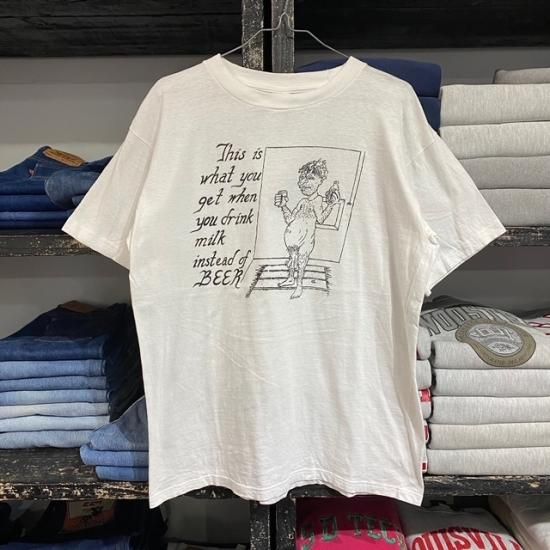 This is
what you
get when
you drink
milk
instead of
BEER